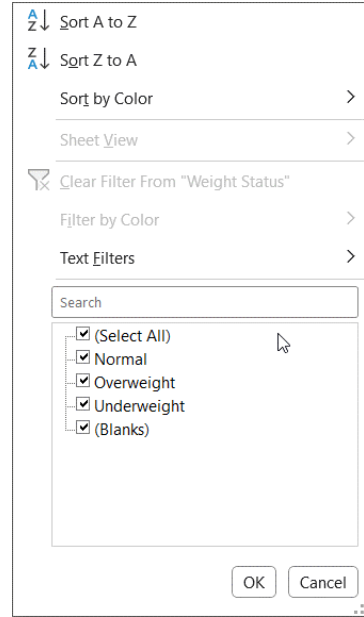 Sort A to Z
Sort Z to A
Sort by Color
Sheet View
Clear Filter From "Weight Status"
Filter by Color
Text Filters
Search
(Select All)
Normal
Overweight
Underweight
(Blanks)
OK
Cancel